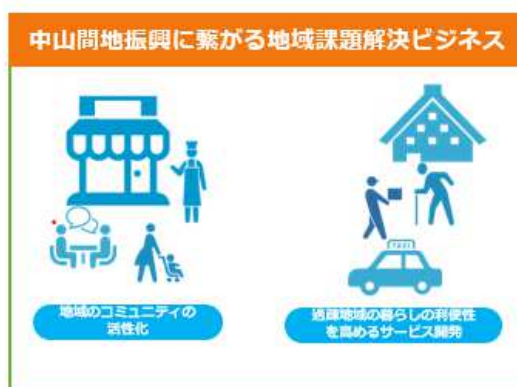 中山間地振興に繋がる地域課題解決ビジネス
TAXI
地域のコミュニティの
活性化
過疎地域の暮らしの利便性
を高めるサービス開発